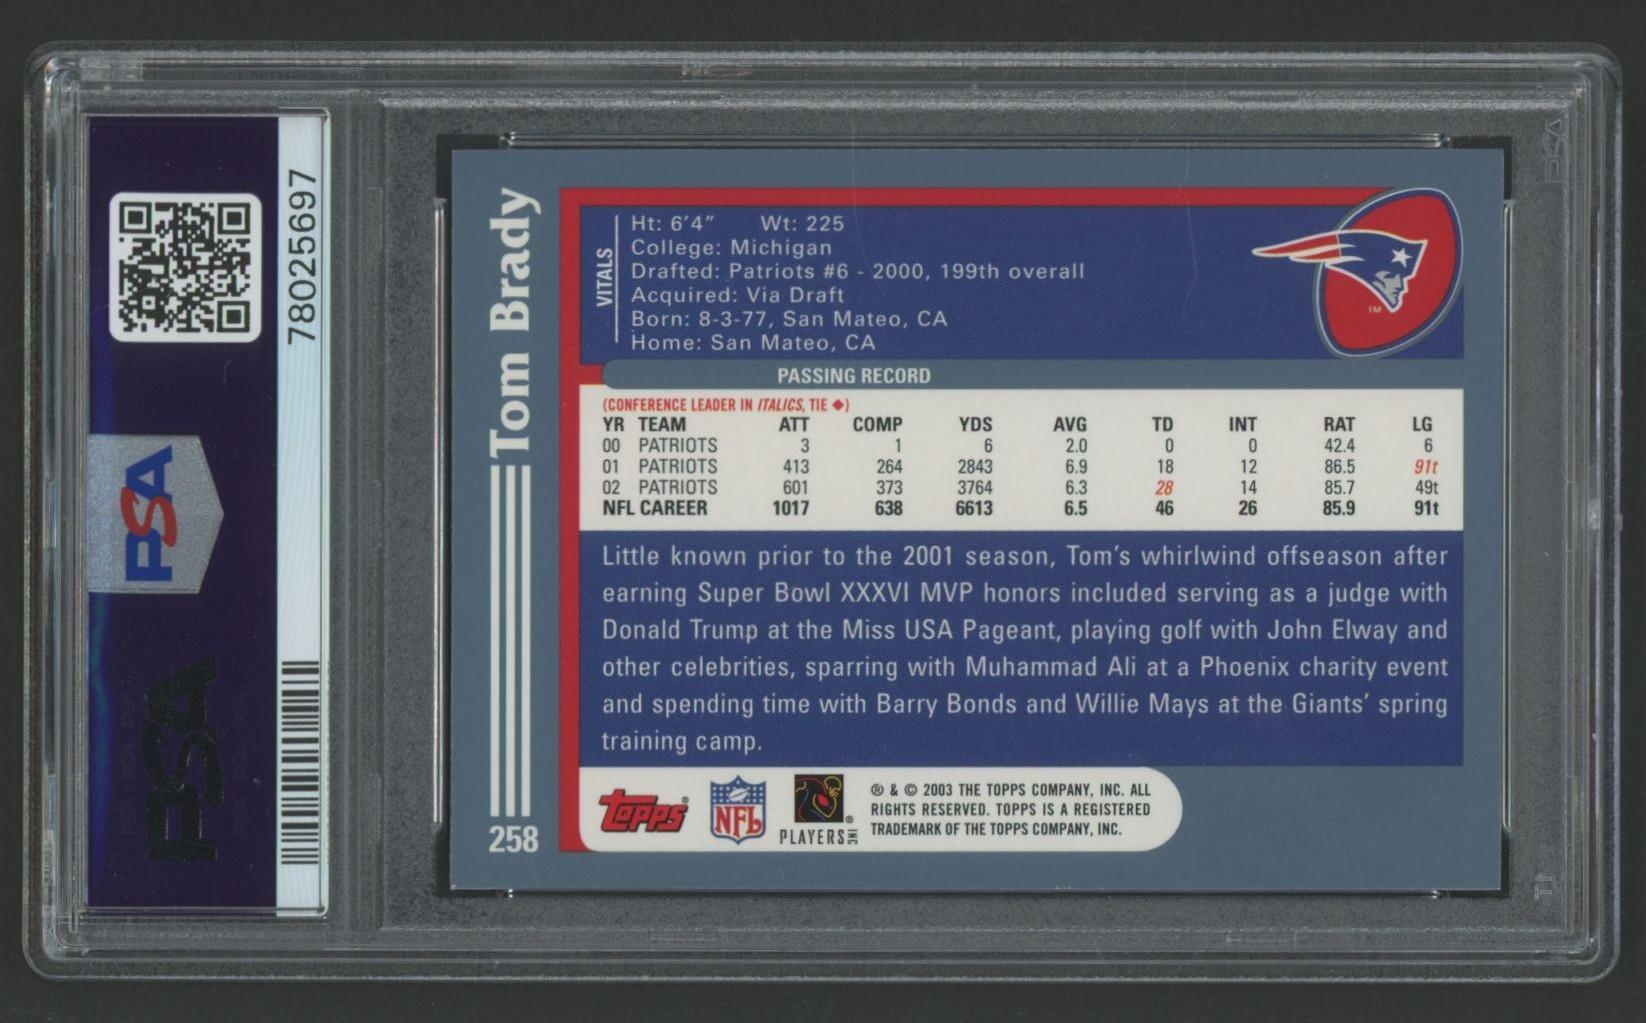 78025697
PSA
PSA
Tom Brady
258
VITALS
Ht: 6'4" Wt: 225
College: Michigan
Drafted: Patriots #6 - 2000, 199th overall
Acquired: Via Draft
Born: 8-3-77, San Mateo, CA
Home: San Mateo, CA
TM
PASSING RECORD
(CONFERENCE LEADER IN ITALICS, TIE ◆)
YR TEAM ATT COMP YDS AVG TD INT RAT LG
00 PATRIOTS 3 1 6 2.0 0 0 42.4 6
01 PATRIOTS 413 264 2843 6.9 18 12 86.5 91t
02 PATRIOTS 601 373 3764 6.3 28 14 85.7 49t
NFL CAREER 1017 638 6613 6.5 46 26 85.9 91t
Little known prior to the 2001 season, Tom's whirlwind offseason after
earning Super Bowl XXXVI MVP honors included serving as a judge with
Donald Trump at the Miss USA Pageant, playing golf with John Elway and
other celebrities, sparring with Muhammad Ali at a Phoenix charity event
and spending time with Barry Bonds and Willie Mays at the Giants' spring
training camp.
Topps®
NFL
PLAYERS INC ®
® & © 2003 THE TOPPS COMPANY, INC. ALL
RIGHTS RESERVED. TOPPS IS A REGISTERED
TRADEMARK OF THE TOPPS COMPANY, INC.
PSA